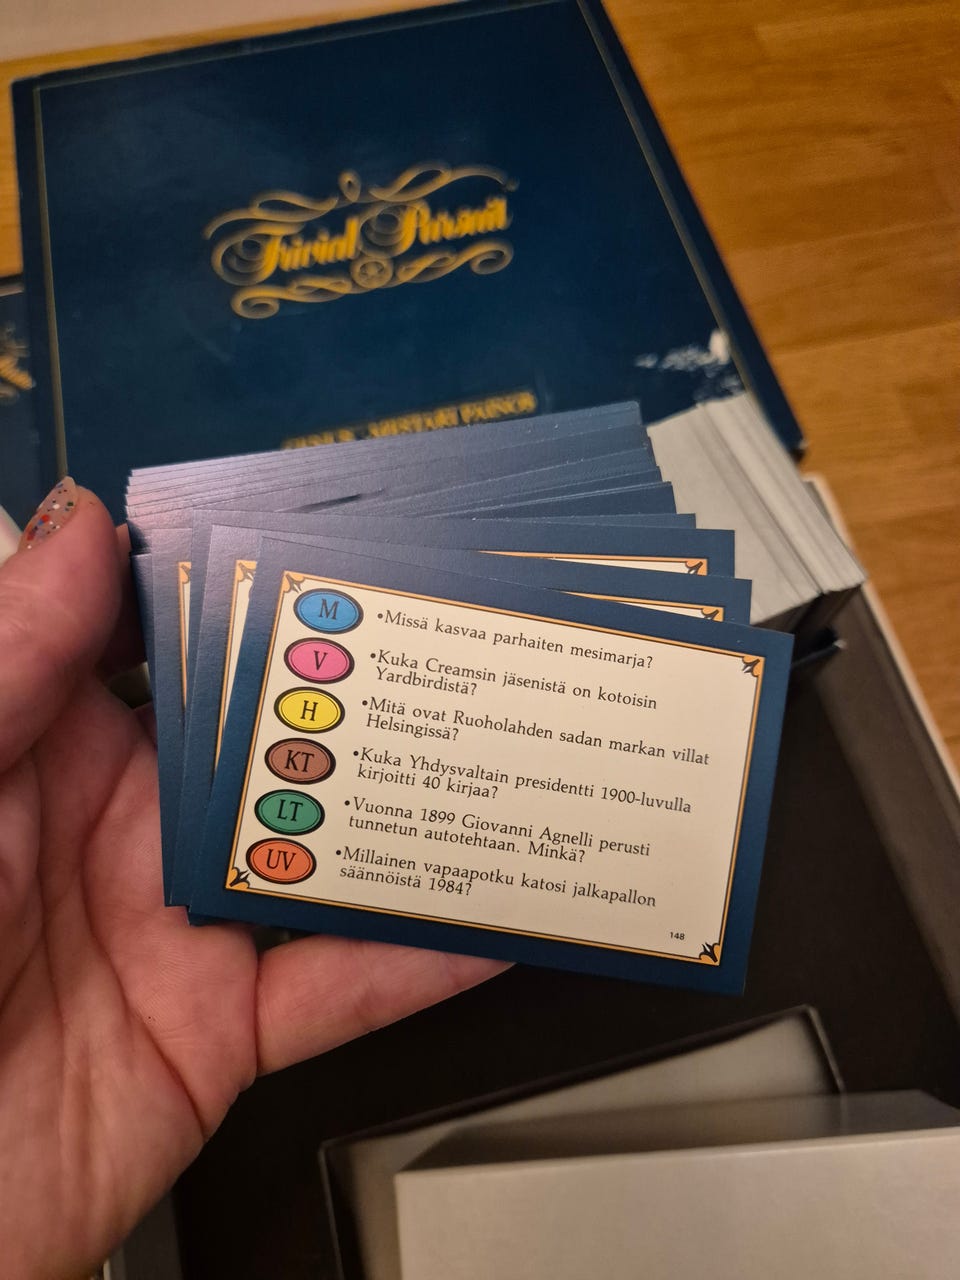 Trivial Pursuit
M
•Missä kasvaa parhaiten mesimarja?
V
•Kuka Creamsin jäsenistä on kotoisin
Yardbirdistä?
H
•Mitä ovat Ruoholahden sadan markan villat
Helsingissä?
KT
•Kuka Yhdysvaltain presidentti 1900-luvulla
kirjoitti 40 kirjaa?
LT
•Vuonna 1899 Giovanni Agnelli perusti
tunnetun autotehtaan. Minkä?
UV
•Millainen vapaapotku katosi jalkapallon
säännöistä 1984?
148